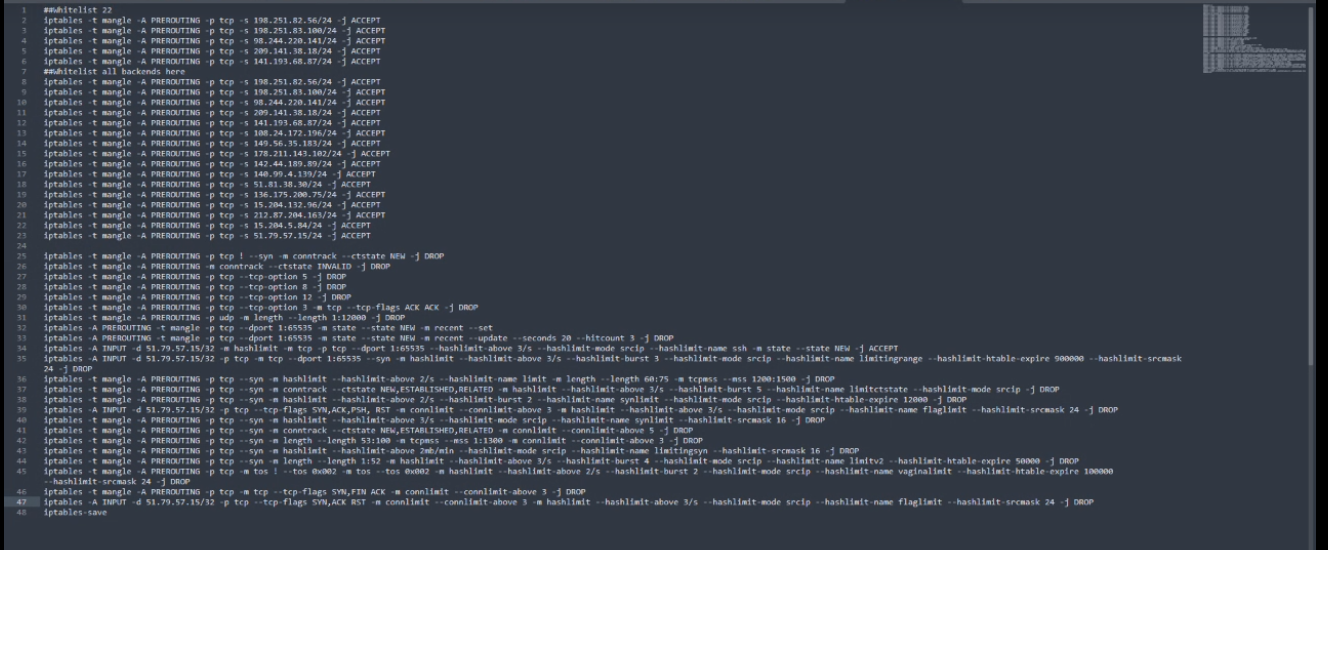 1 ##Whitelist 22
2 iptables -t mangle -A PREROUTING -p tcp -s 198.251.82.56/24 -j ACCEPT
3 iptables -t mangle -A PREROUTING -p tcp -s 198.251.83.100/24 -j ACCEPT
4 iptables -t mangle -A PREROUTING -p tcp -s 98.244.220.141/24 -j ACCEPT
5 iptables -t mangle -A PREROUTING -p tcp -s 209.141.38.18/24 -j ACCEPT
6 iptables -t mangle -A PREROUTING -p tcp -s 141.193.68.87/24 -j ACCEPT
7 ##Whitelist all backends here
8 iptables -t mangle -A PREROUTING -p tcp -s 198.251.82.56/24 -j ACCEPT
9 iptables -t mangle -A PREROUTING -p tcp -s 198.251.83.100/24 -j ACCEPT
10 iptables -t mangle -A PREROUTING -p tcp -s 98.244.220.141/24 -j ACCEPT
11 iptables -t mangle -A PREROUTING -p tcp -s 209.141.38.18/24 -j ACCEPT
12 iptables -t mangle -A PREROUTING -p tcp -s 141.193.68.87/24 -j ACCEPT
13 iptables -t mangle -A PREROUTING -p tcp -s 108.24.172.196/24 -j ACCEPT
14 iptables -t mangle -A PREROUTING -p tcp -s 149.56.35.183/24 -j ACCEPT
15 iptables -t mangle -A PREROUTING -p tcp -s 178.211.143.102/24 -j ACCEPT
16 iptables -t mangle -A PREROUTING -p tcp -s 142.44.189.89/24 -j ACCEPT
17 iptables -t mangle -A PREROUTING -p tcp -s 140.99.4.139/24 -j ACCEPT
18 iptables -t mangle -A PREROUTING -p tcp -s 51.81.38.30/24 -j ACCEPT
19 iptables -t mangle -A PREROUTING -p tcp -s 136.175.200.75/24 -j ACCEPT
20 iptables -t mangle -A PREROUTING -p tcp -s 15.204.132.96/24 -j ACCEPT
21 iptables -t mangle -A PREROUTING -p tcp -s 212.87.204.163/24 -j ACCEPT
22 iptables -t mangle -A PREROUTING -p tcp -s 15.204.5.84/24 -j ACCEPT
23 iptables -t mangle -A PREROUTING -p tcp -s 51.79.57.15/24 -j ACCEPT
24
25 iptables -t mangle -A PREROUTING -p tcp ! --syn -m conntrack --ctstate NEW -j DROP
26 iptables -t mangle -A PREROUTING -m conntrack --ctstate INVALID -j DROP
27 iptables -t mangle -A PREROUTING -p tcp --tcp-option 5 -j DROP
28 iptables -t mangle -A PREROUTING -p tcp --tcp-option 8 -j DROP
29 iptables -t mangle -A PREROUTING -p tcp --tcp-option 12 -j DROP
30 iptables -t mangle -A PREROUTING -p tcp --tcp-option 3 -m tcp --tcp-flags ACK ACK -j DROP
31 iptables -t mangle -A PREROUTING -p udp -m length --length 1:12000 -j DROP
32 iptables -A PREROUTING -t mangle -p tcp --dport 1:65535 -m state --state NEW -m recent --set
33 iptables -A PREROUTING -t mangle -p tcp --dport 1:65535 -m state --state NEW -m recent --update --seconds 20 --hitcount 3 -j DROP
34 iptables -A INPUT -d 51.79.57.15/32 -m hashlimit -m tcp -p tcp --dport 1:65535 --hashlimit-above 3/s --hashlimit-mode srcip --hashlimit-name ssh -m state --state NEW -j ACCEPT
35 iptables -A INPUT -d 51.79.57.15/32 -p tcp -m tcp --dport 1:65535 --syn -m hashlimit --hashlimit-above 3/s --hashlimit-burst 3 --hashlimit-mode srcip --hashlimit-name limitingrange --hashlimit-htable-expire 900000 --hashlimit-srcmask
24 -j DROP
36 iptables -t mangle -A PREROUTING -p tcp --syn -m hashlimit --hashlimit-above 2/s --hashlimit-name limit -m length --length 60:75 -m tcpmss --mss 1200:1500 -j DROP
37 iptables -t mangle -A PREROUTING -p tcp --syn -m conntrack --ctstate NEW,ESTABLISHED,RELATED -m hashlimit --hashlimit-above 3/s --hashlimit-burst 5 --hashlimit-name limitctstate --hashlimit-mode srcip -j DROP
38 iptables -t mangle -A PREROUTING -p tcp --syn -m hashlimit --hashlimit-above 2/s --hashlimit-burst 2 --hashlimit-name synlimit --hashlimit-mode srcip --hashlimit-htable-expire 12000 -j DROP
39 iptables -A INPUT -d 51.79.57.15/32 -p tcp --tcp-flags SYN,ACK,PSH, RST -m connlimit --connlimit-above 3 -m hashlimit --hashlimit-above 3/s --hashlimit-mode srcip --hashlimit-name flaglimit --hashlimit-srcmask 24 -j DROP
40 iptables -t mangle -A PREROUTING -p tcp --syn -m hashlimit --hashlimit-above 3/s --hashlimit-mode srcip --hashlimit-name synlimit --hashlimit-srcmask 16 -j DROP
41 iptables -t mangle -A PREROUTING -p tcp --syn -m conntrack --ctstate NEW,ESTABLISHED,RELATED -m connlimit --connlimit-above 5 -j DROP
42 iptables -t mangle -A PREROUTING -p tcp --syn -m length --length 53:100 -m tcpmss --mss 1:1300 -m connlimit --connlimit-above 3 -j DROP
43 iptables -t mangle -A PREROUTING -p tcp --syn -m hashlimit --hashlimit-above 2mb/min --hashlimit-mode srcip --hashlimit-name limitingsyn --hashlimit-srcmask 16 -j DROP
44 iptables -t mangle -A PREROUTING -p tcp --syn -m length --length 1:52 -m hashlimit --hashlimit-above 3/s --hashlimit-burst 4 --hashlimit-mode srcip --hashlimit-name limitv2 --hashlimit-htable-expire 50000 -j DROP
45 iptables -t mangle -A PREROUTING -p tcp -m tos ! --tos 0x002 -m tos --tos 0x002 -m hashlimit --hashlimit-above 2/s --hashlimit-burst 2 --hashlimit-mode srcip --hashlimit-name vaginalimit --hashlimit-htable-expire 100000
--hashlimit-srcmask 24 -j DROP
46 iptables -t mangle -A PREROUTING -p tcp -m tcp --tcp-flags SYN,FIN ACK -m connlimit --connlimit-above 3 -j DROP
47 iptables -A INPUT -d 51.79.57.15/32 -p tcp --tcp-flags SYN,ACK RST -m connlimit --connlimit-above 3 -m hashlimit --hashlimit-above 3/s --hashlimit-mode srcip --hashlimit-name flaglimit --hashlimit-srcmask 24 -j DROP
48 iptables-save